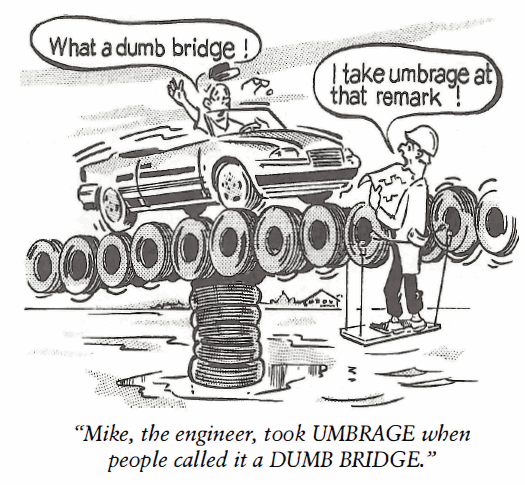 What a dumb bridge !
I take umbrage at
that remark !
"Mike, the engineer, took UMBRAGE when
people called it a DUMB BRIDGE."